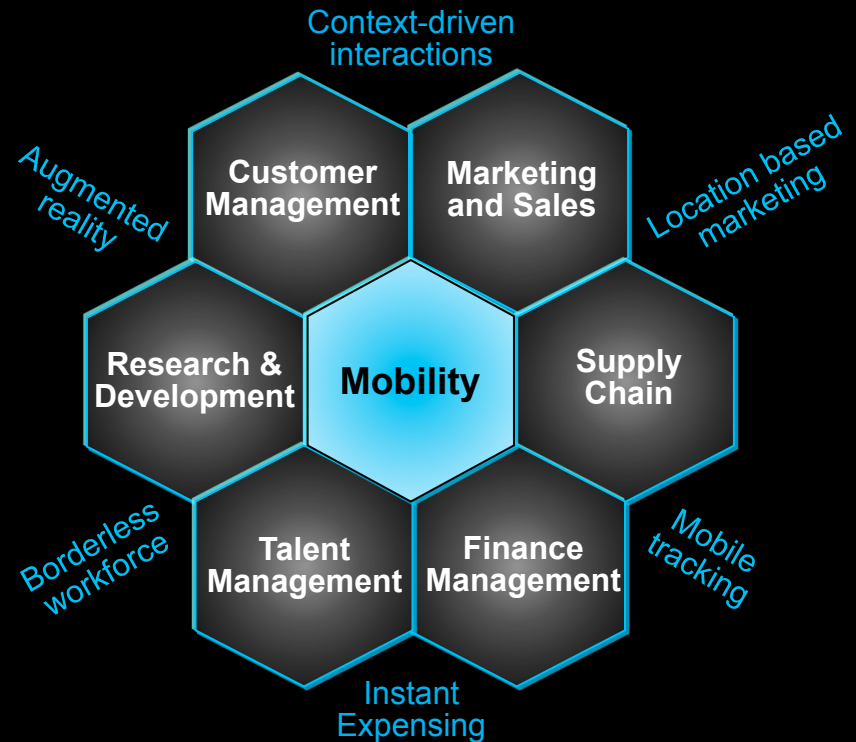 Context-driven
interactions
Augmented
reality
Customer
Management
Marketing
and Sales
Location based
marketing
Research &
Development
Mobility
Supply
Chain
Borderless
workforce
Talent
Management
Finance
Management
Mobile
tracking
Instant
Expensing